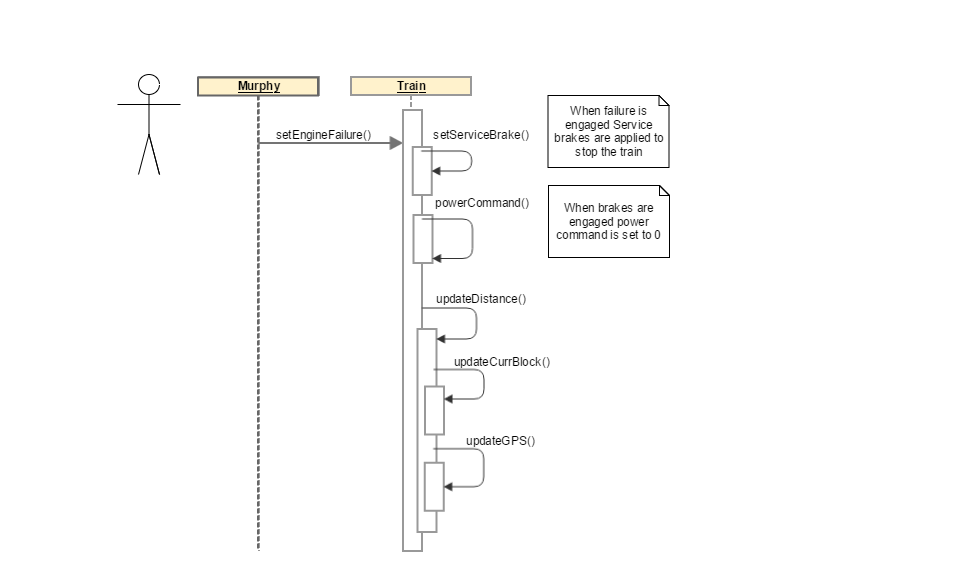 Murphy
Train
setEngineFailure()
setServiceBrake()
powerCommand()
updateDistance()
updateCurrBlock()
updateGPS()
When failure is
engaged Service
brakes are applied to
stop the train
When brakes are
engaged power
command is set to 0